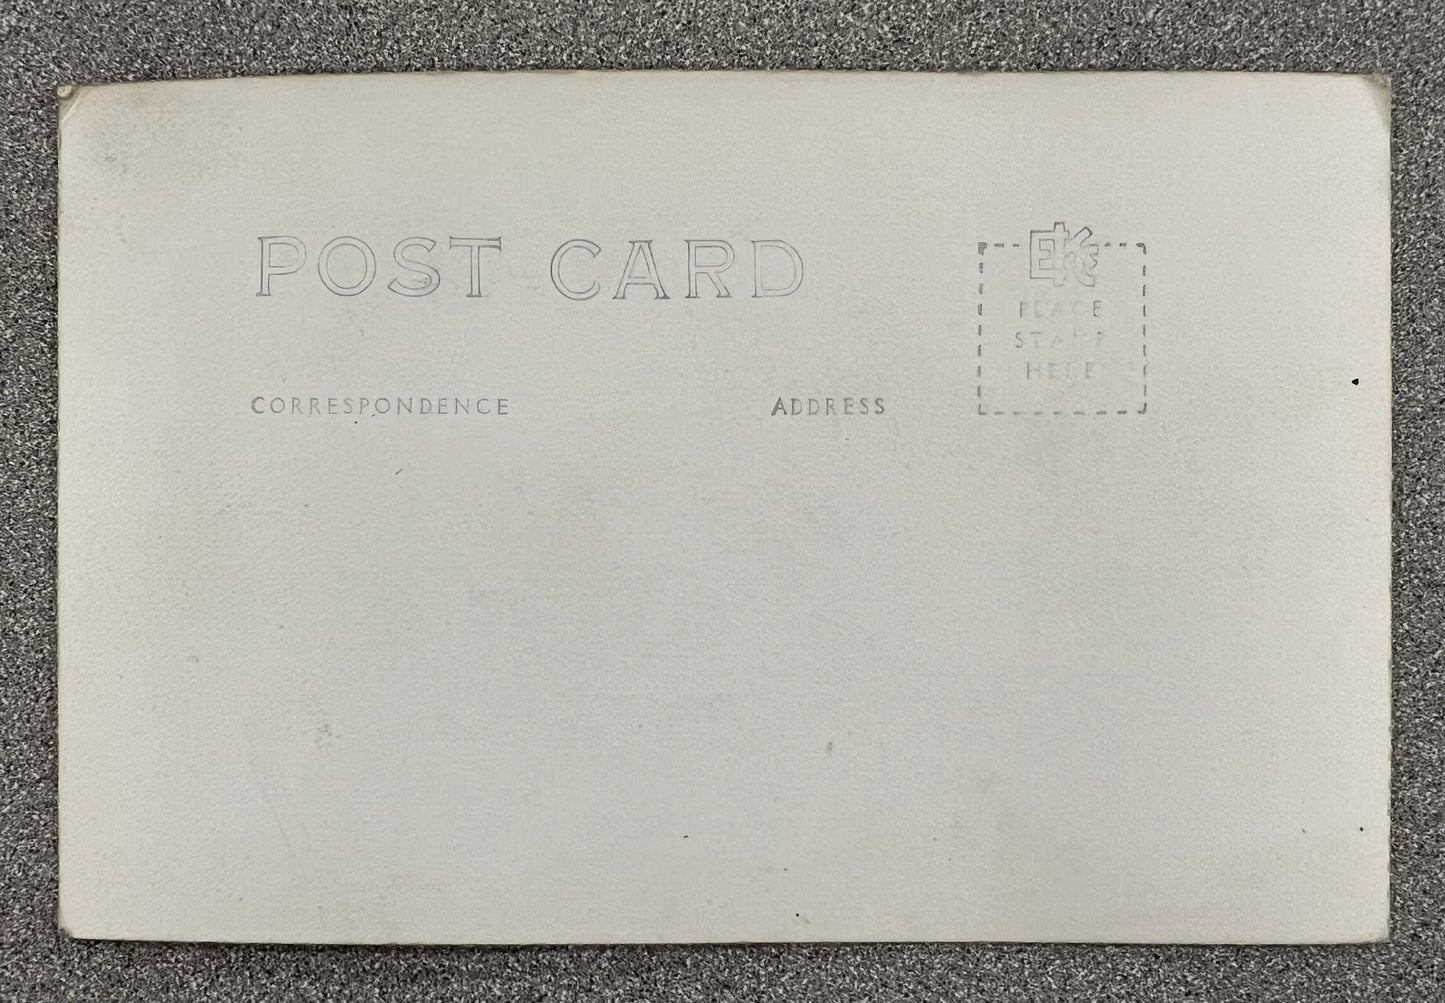 POST CARD
EKC
PLACE
STAMP
HERE
CORRESPONDENCE
ADDRESS